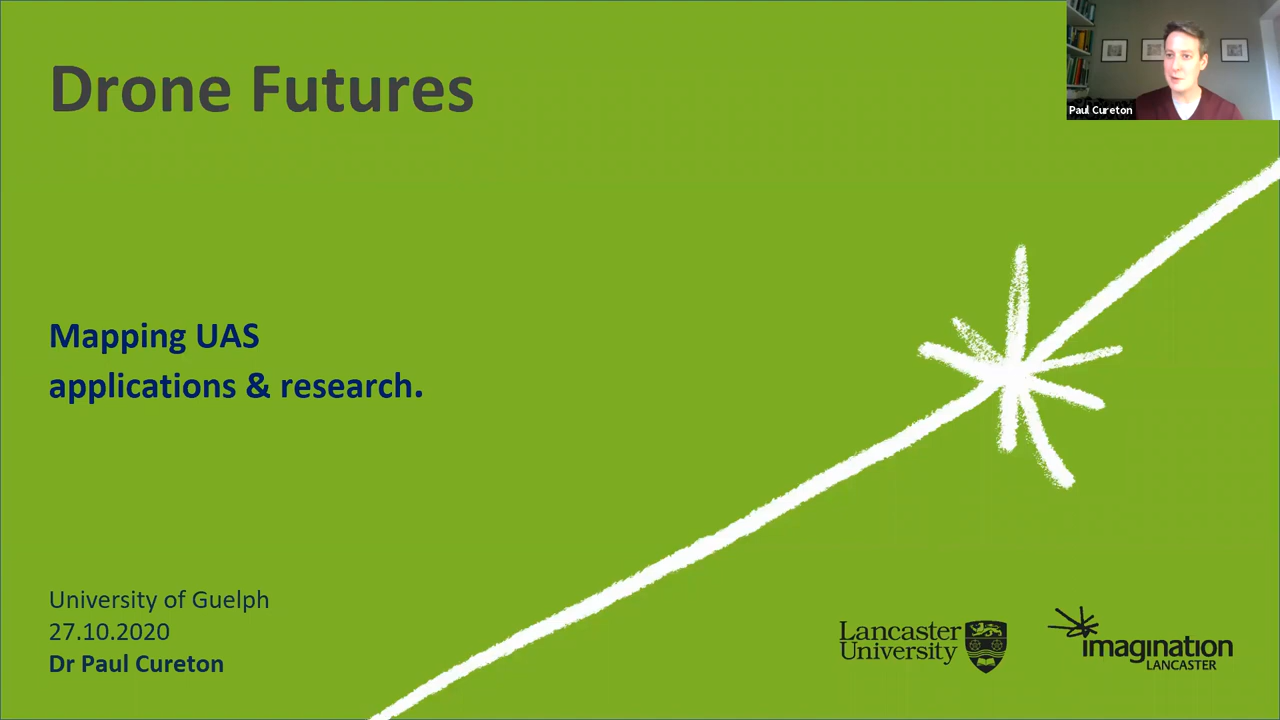 Drone Futures
Paul Cureton
Mapping UAS
applications & research.
University of Guelph
27.10.2020
Dr Paul Cureton
Lancaster
University
imagination
LANCASTER